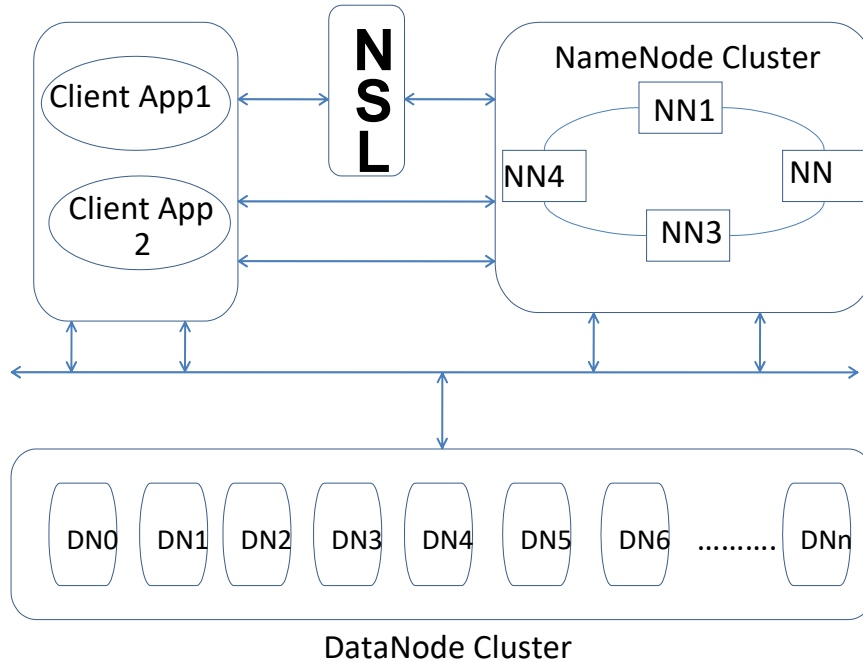 Client App1
Client App
2
N
S
L
NameNode Cluster
NN1
NN4
NN
NN3
DN0
DN1
DN2
DN3
DN4
DN5
DN6
……….
DNn
DataNode Cluster